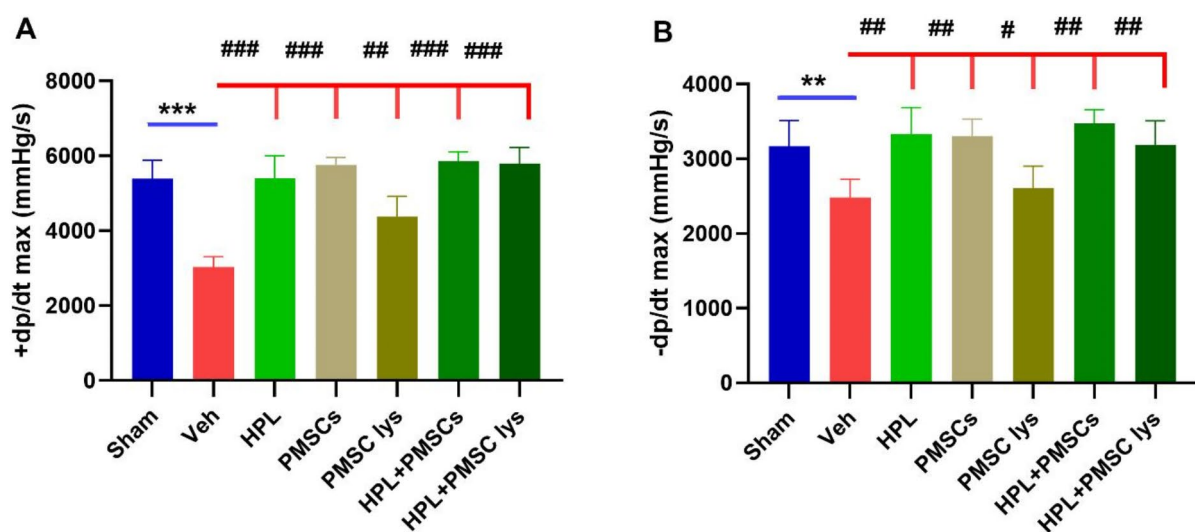 A
### ### ## ### ###
***
+dp/dt max (mmHg/s)
8000
6000
4000
2000
0
Sham
Veh
HPL
PMSCs
PMSC lys
HPL+PMSCs
HPL+PMSC lys
B
## ## # ## ##
**
-dp/dt max (mmHg/s)
4000
3000
2000
1000
0
Sham
Veh
HPL
PMSCs
PMSC lys
HPL+PMSCs
HPL+PMSC lys